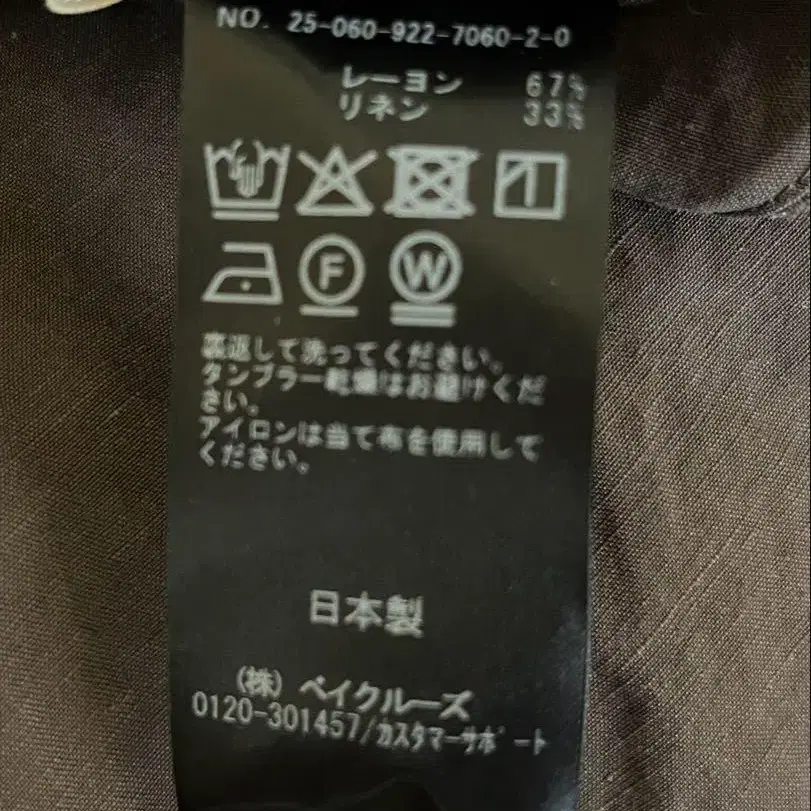 NO. 25-060-922-7060-2-0
レーヨン 67%
リネン 33%
F W
裏返して洗ってください。
タンブラー乾燥はお避けくだ
さい。
アイロンは当て布を使用して
ください。
日本製
(株) ベイクルーズ
0120-301457/カスタマーサポート